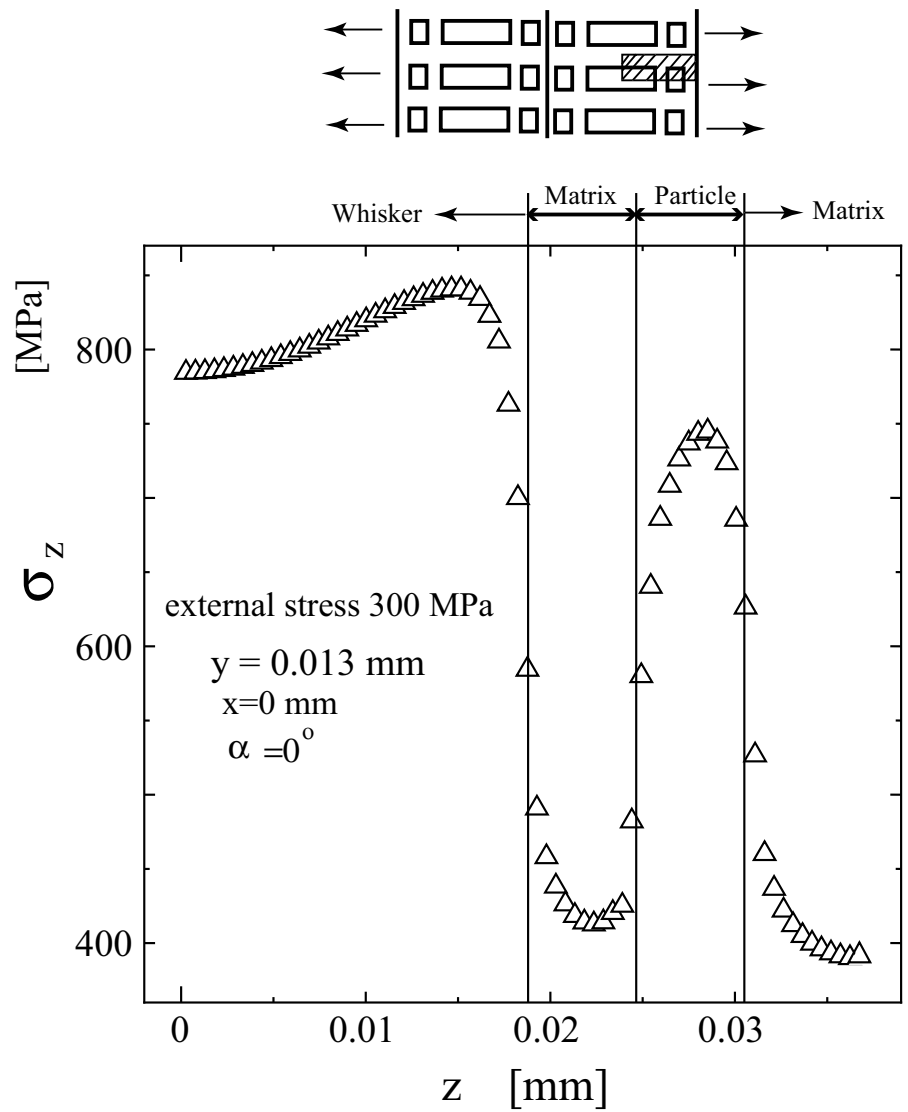 Whisker Matrix Particle Matrix
[MPa]
σz
800
600
400
external stress 300 MPa
y = 0.013 mm
x=0 mm
α =0°
0 0.01 0.02 0.03
z [mm]